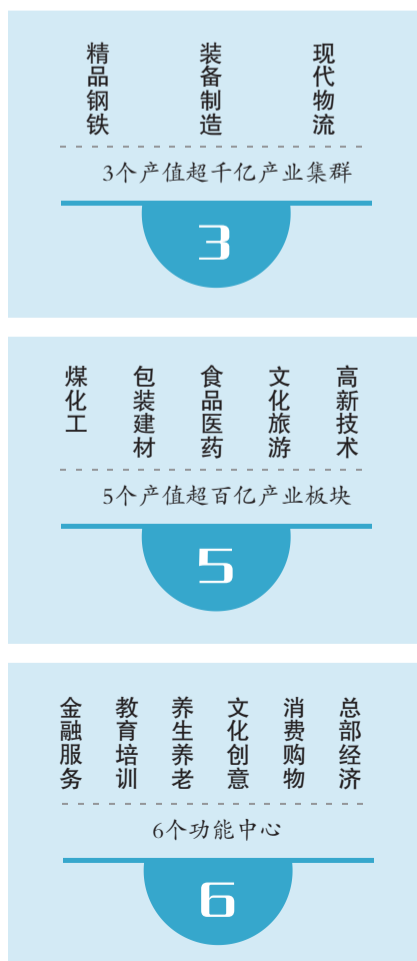 精品钢铁
装备制造
现代物流
3个产值超千亿产业集群
3
煤化工
包装建材
食品医药
文化旅游
高新技术
5个产值超百亿产业板块
5
金融服务
教育培训
养生养老
文化创意
消费购物
总部经济
6个功能中心
6